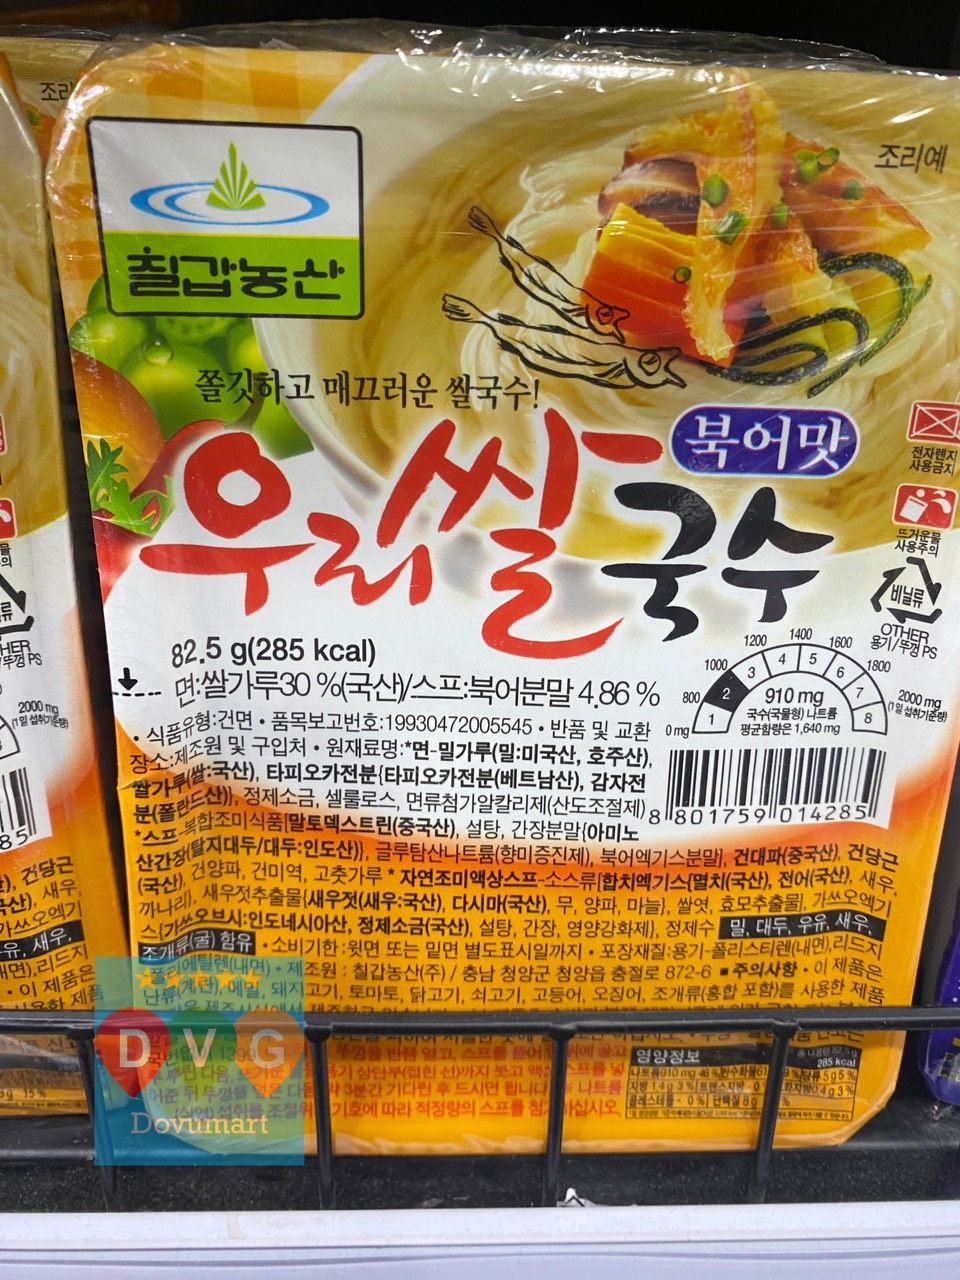 조리예
칠갑농산
쫄깃하고 매끄러운 쌀국수!
북어맛
우리쌀국수
전자렌지
사용금지
뜨거운물
사용주의
비닐류
OTHER
용기/뚜껑 PS
82.5 g(285 kcal)
면:쌀가루30 %(국산)/스프:북어분말 4.86 %
0 mg 800 1000 1200 1400 1600 1800 2000 mg
(1일 섭취기준량)
1 2 3 4 5 6 7 8
910 mg
국수(국물형) 나트륨
평균함량은 1,640 mg
• 식품유형:건면 • 품목보고번호:19930472005545 • 반품 및 교환
장소:제조원 및 구입처 • 원재료명:*면-밀가루(밀:미국산, 호주산),
쌀가루(쌀:국산), 타피오카전분{타피오카전분(베트남산), 감자전
분(폴란드산)}, 정제소금, 셀룰로스, 면류첨가알칼리제(산도조절제)
8 801759 014285
*스프-복합조미식품[말토덱스트린(중국산), 설탕, 간장분말{아미노
산간장(탈지대두/대두:인도산)}, 글루탐산나트륨(향미증진제), 북어엑기스분말], 건대파(중국산), 건당근
(국산), 건양파, 건미역, 고춧가루 * 자연조미액상스프-소스류[합치엑기스{멸치(국산), 전어(국산), 새우,
까나리}, 새우젓추출물{새우젓(새우:국산), 다시마(국산), 무, 양파, 마늘}, 쌀엿, 효모추출물], 가쓰오엑기
스{가쓰오브시:인도네시아산, 정제소금(국산), 설탕, 간장, 영양강화제}, 정제수 밀, 대두, 우유, 새우,
조개류(굴) 함유 • 소비기한:윗면 또는 밑면 별도표시일까지 • 포장재질:용기-폴리스티렌(내면),리드지
폴리에틸렌(내면) • 제조원 : 칠갑농산(주) / 충남 청양군 청양읍 충절로 872-6 ■주의사항 • 이 제품은
난류(계란), 메밀, 돼지고기, 토마토, 닭고기, 쇠고기, 고등어, 오징어, 조개류(홍합 포함)를 사용한 제품
영양정보
285 kcal
D V G
Dovumart